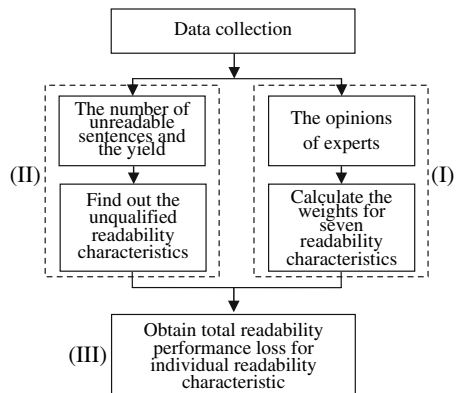 Data collection
The number of
unreadable
sentences and
the yield
The opinions
of experts
(II)
(I)
Find out the
unqualified
readability
characteristics
Calculate the
weights for
seven
readability
characteristics
(III)
Obtain total readability
performance loss for
individual readability
characteristic